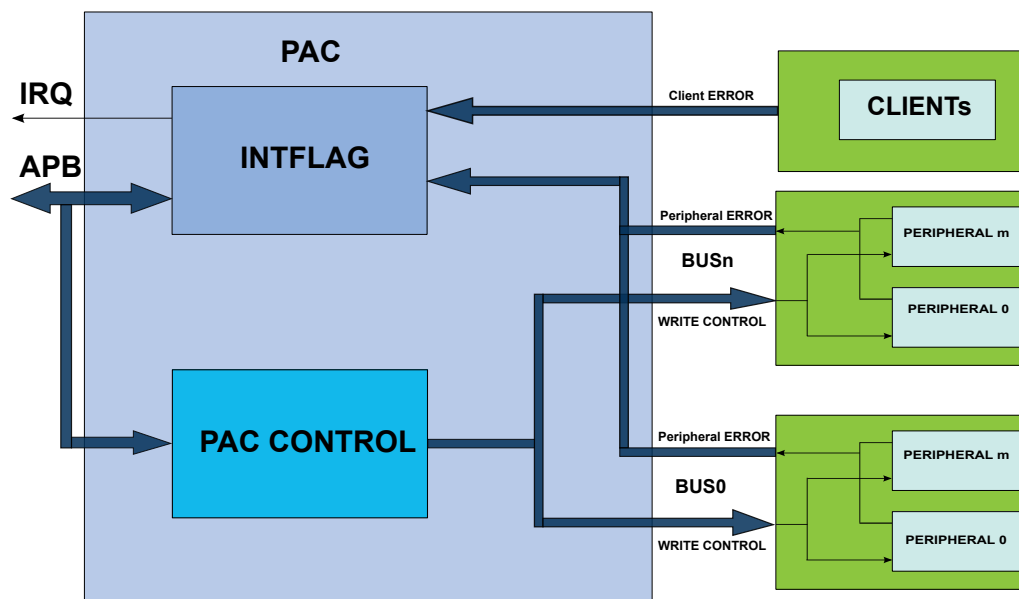 PAC
IRQ
APB
INTFLAG
PAC CONTROL
Client ERROR
CLIENTs
Peripheral ERROR
BUSn
WRITE CONTROL
PERIPHERAL m
PERIPHERAL 0
Peripheral ERROR
BUS0
WRITE CONTROL
PERIPHERAL m
PERIPHERAL 0